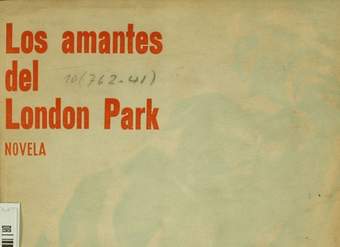 Los amantes
del
10(762-41)
London Park
NOVELA